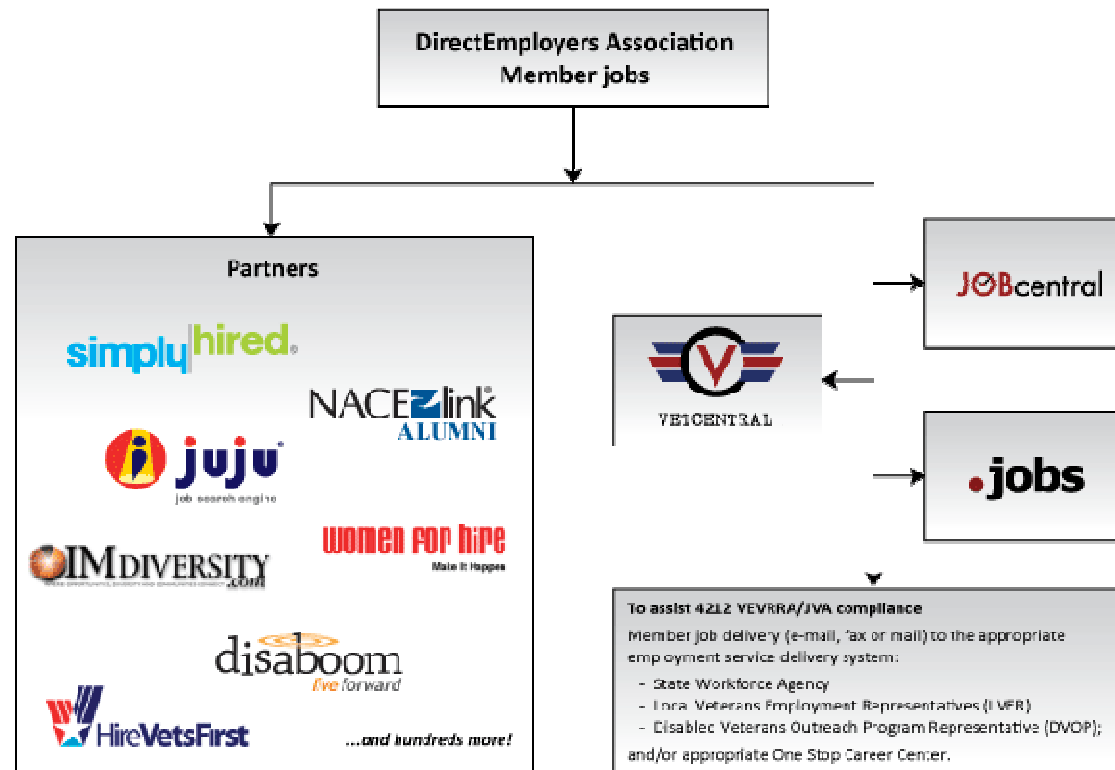 DirectEmployers Association
Member jobs
Partners
simply hired®
NACElink®
ALUMNI
juju®
job search engine
IMDIVERSITY
.com
women for hire
Make It Happen
disaboom
live forward
HireVetsFirst
...and hundreds more!
JOBcentral
VETCENTRAL
.jobs
To assist 4212 VEVRRA/JVA compliance
Member job delivery (e-mail, fax or mail) to the appropriate
employment service delivery system:
- State Workforce Agency
- Local Veterans Employment Representatives (LVER)
- Disabled Veterans Outreach Program Representative (DVOP);
and/or appropriate One Stop Career Center.